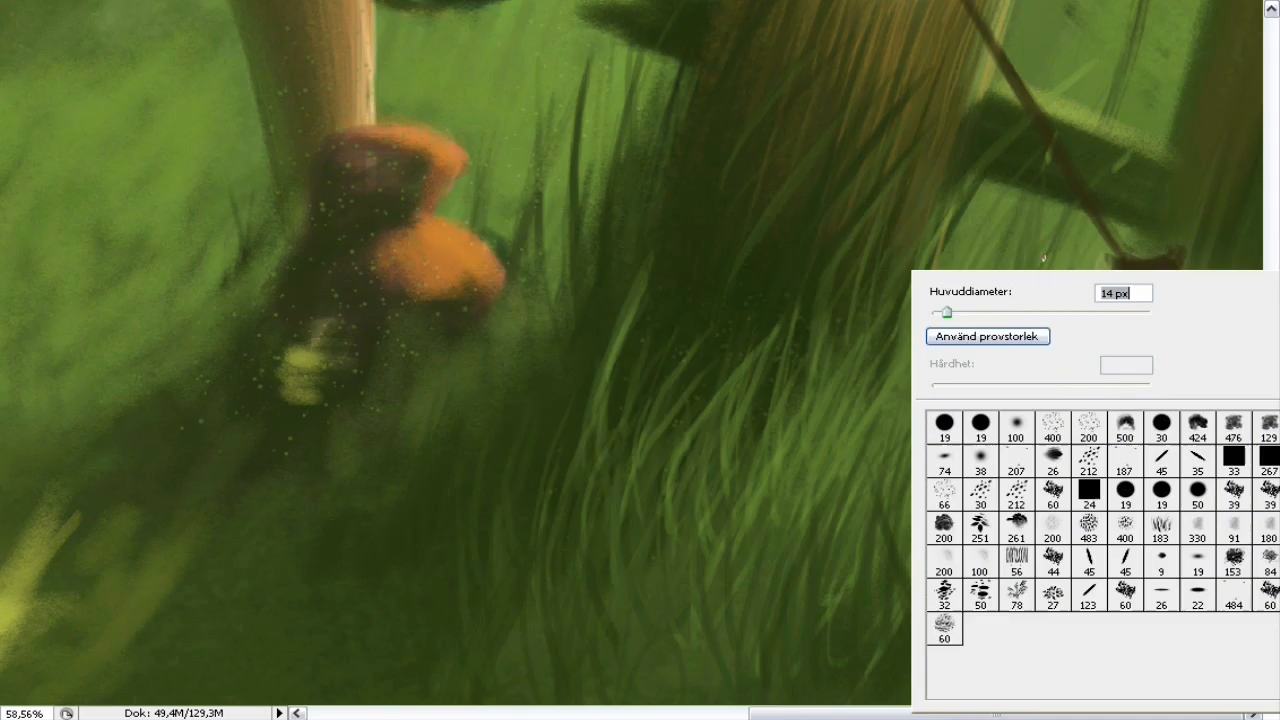 Huvuddiameter: 14 px
Använd provstorlek
Hårdhet:
19 19 100 400 200 500 30 424 476 129
74 38 207 26 212 187 45 35 33 267
66 30 212 60 24 19 19 50 39 39
200 251 261 200 483 400 183 330 91 180
200 100 56 44 45 45 9 19 153 84
32 50 78 27 123 60 26 22 484 60
60
58,56% Dok: 49,4M/129,3M